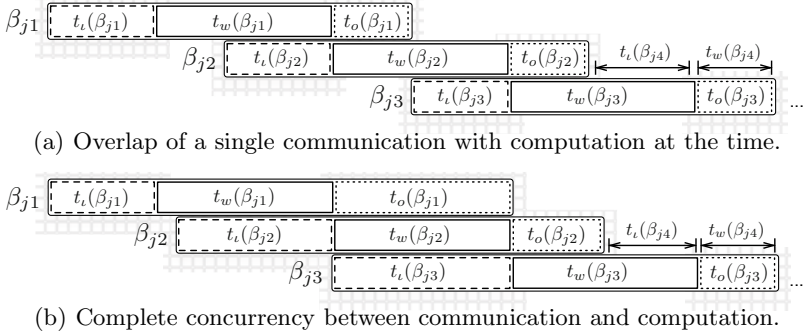 β_{j1} t_ι(β_{j1}) t_w(β_{j1}) t_o(β_{j1})
β_{j2} t_ι(β_{j2}) t_w(β_{j2}) t_o(β_{j2}) t_ι(β_{j4}) t_w(β_{j4})
β_{j3} t_ι(β_{j3}) t_w(β_{j3}) t_o(β_{j3}) ...
(a) Overlap of a single communication with computation at the time.
β_{j1} t_ι(β_{j1}) t_w(β_{j1}) t_o(β_{j1})
β_{j2} t_ι(β_{j2}) t_w(β_{j2}) t_o(β_{j2}) t_ι(β_{j4}) t_w(β_{j4})
β_{j3} t_ι(β_{j3}) t_w(β_{j3}) t_o(β_{j3}) ...
(b) Complete concurrency between communication and computation.